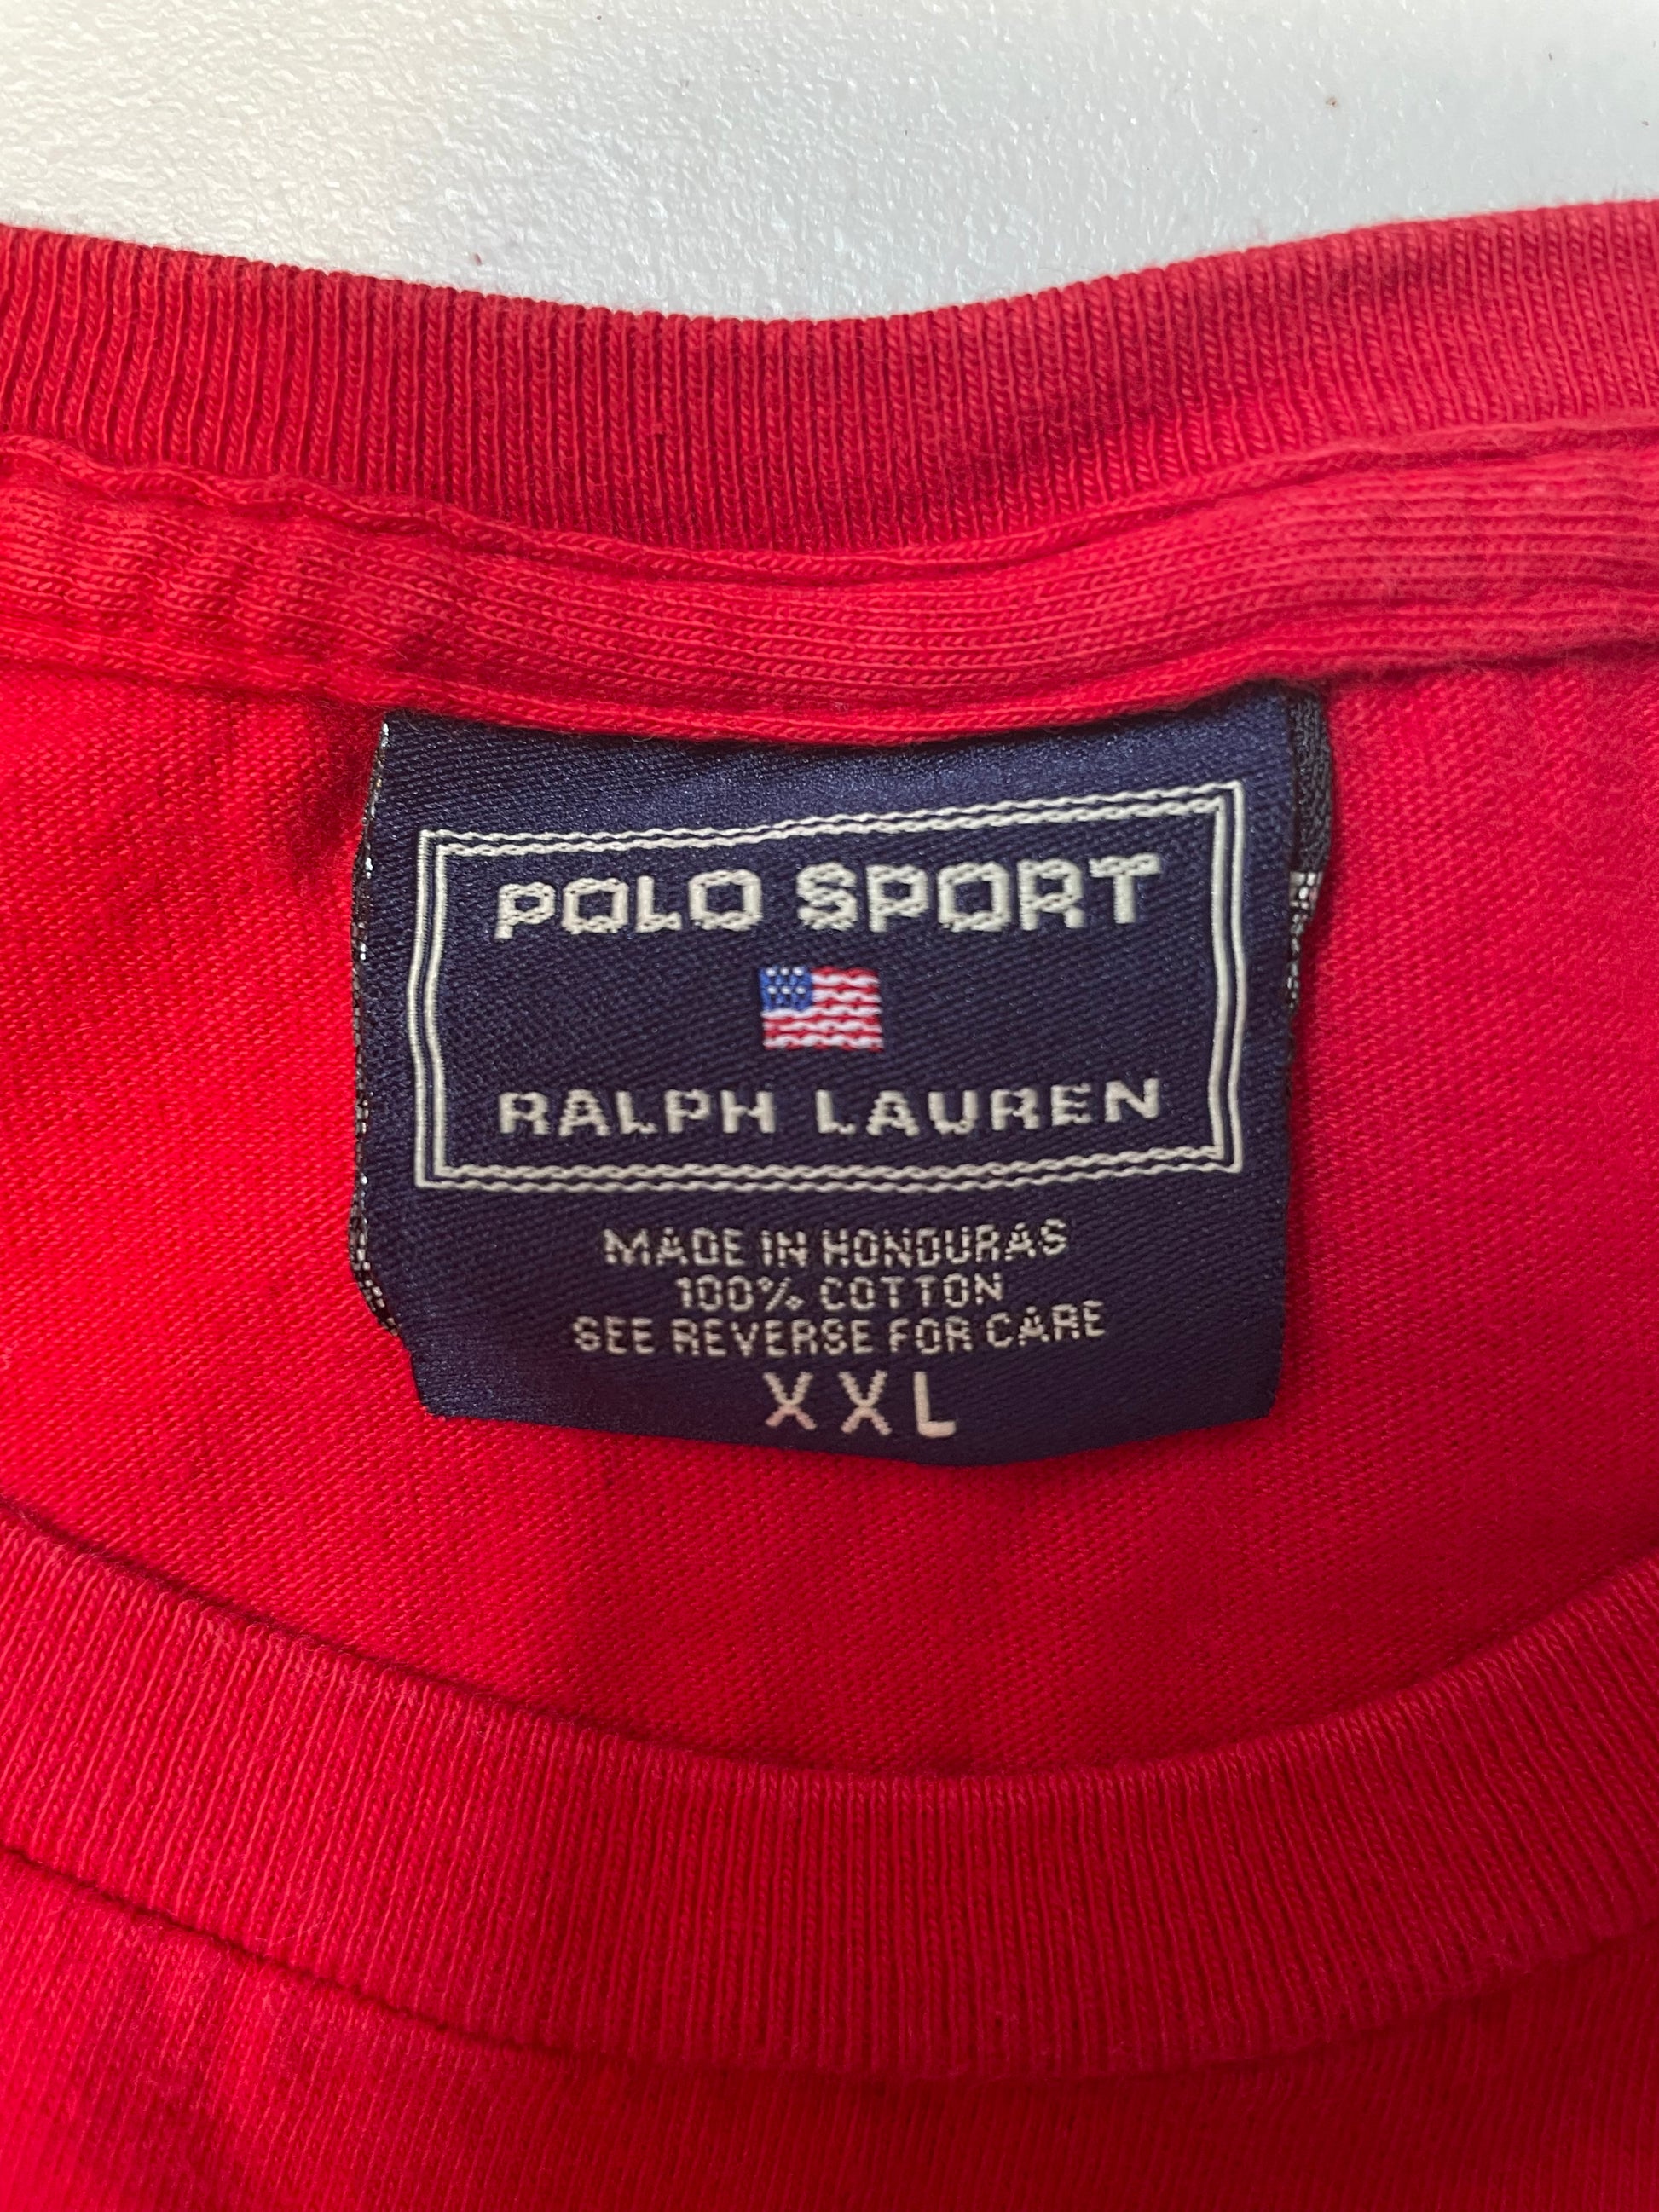 POLO SPORT
RALPH LAUREN
MADE IN HONDURAS
100% COTTON
SEE REVERSE FOR CARE
XXL